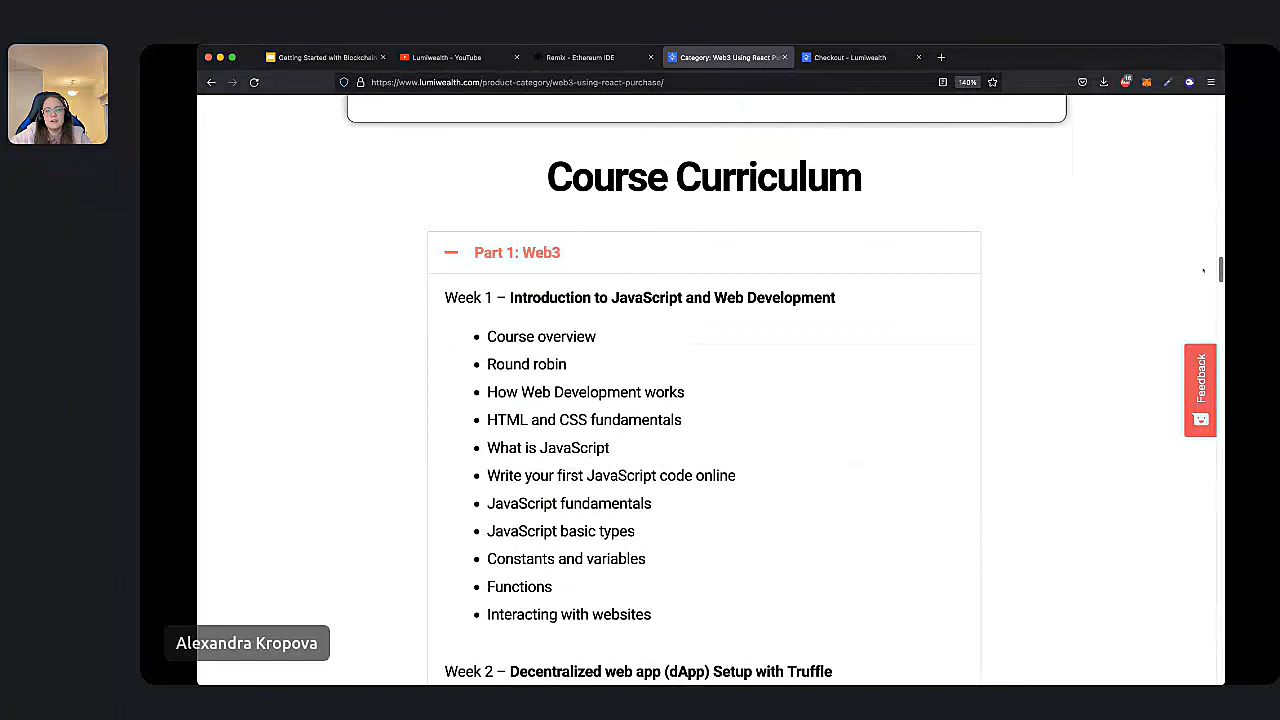 Getting Started with Blockchain
Lumiwealth - YouTube
Remix - Ethereum IDE
Category: Web3 Using React Pu
Checkout - Lumiwealth
https://www.lumiwealth.com/product-category/web3-using-react-purchase/
140%
16
Course Curriculum
Part 1: Web3
Week 1 – Introduction to JavaScript and Web Development
Course overview
Round robin
How Web Development works
HTML and CSS fundamentals
What is JavaScript
Write your first JavaScript code online
JavaScript fundamentals
JavaScript basic types
Constants and variables
Functions
Interacting with websites
Week 2 – Decentralized web app (dApp) Setup with Truffle
Feedback
Alexandra Kropova